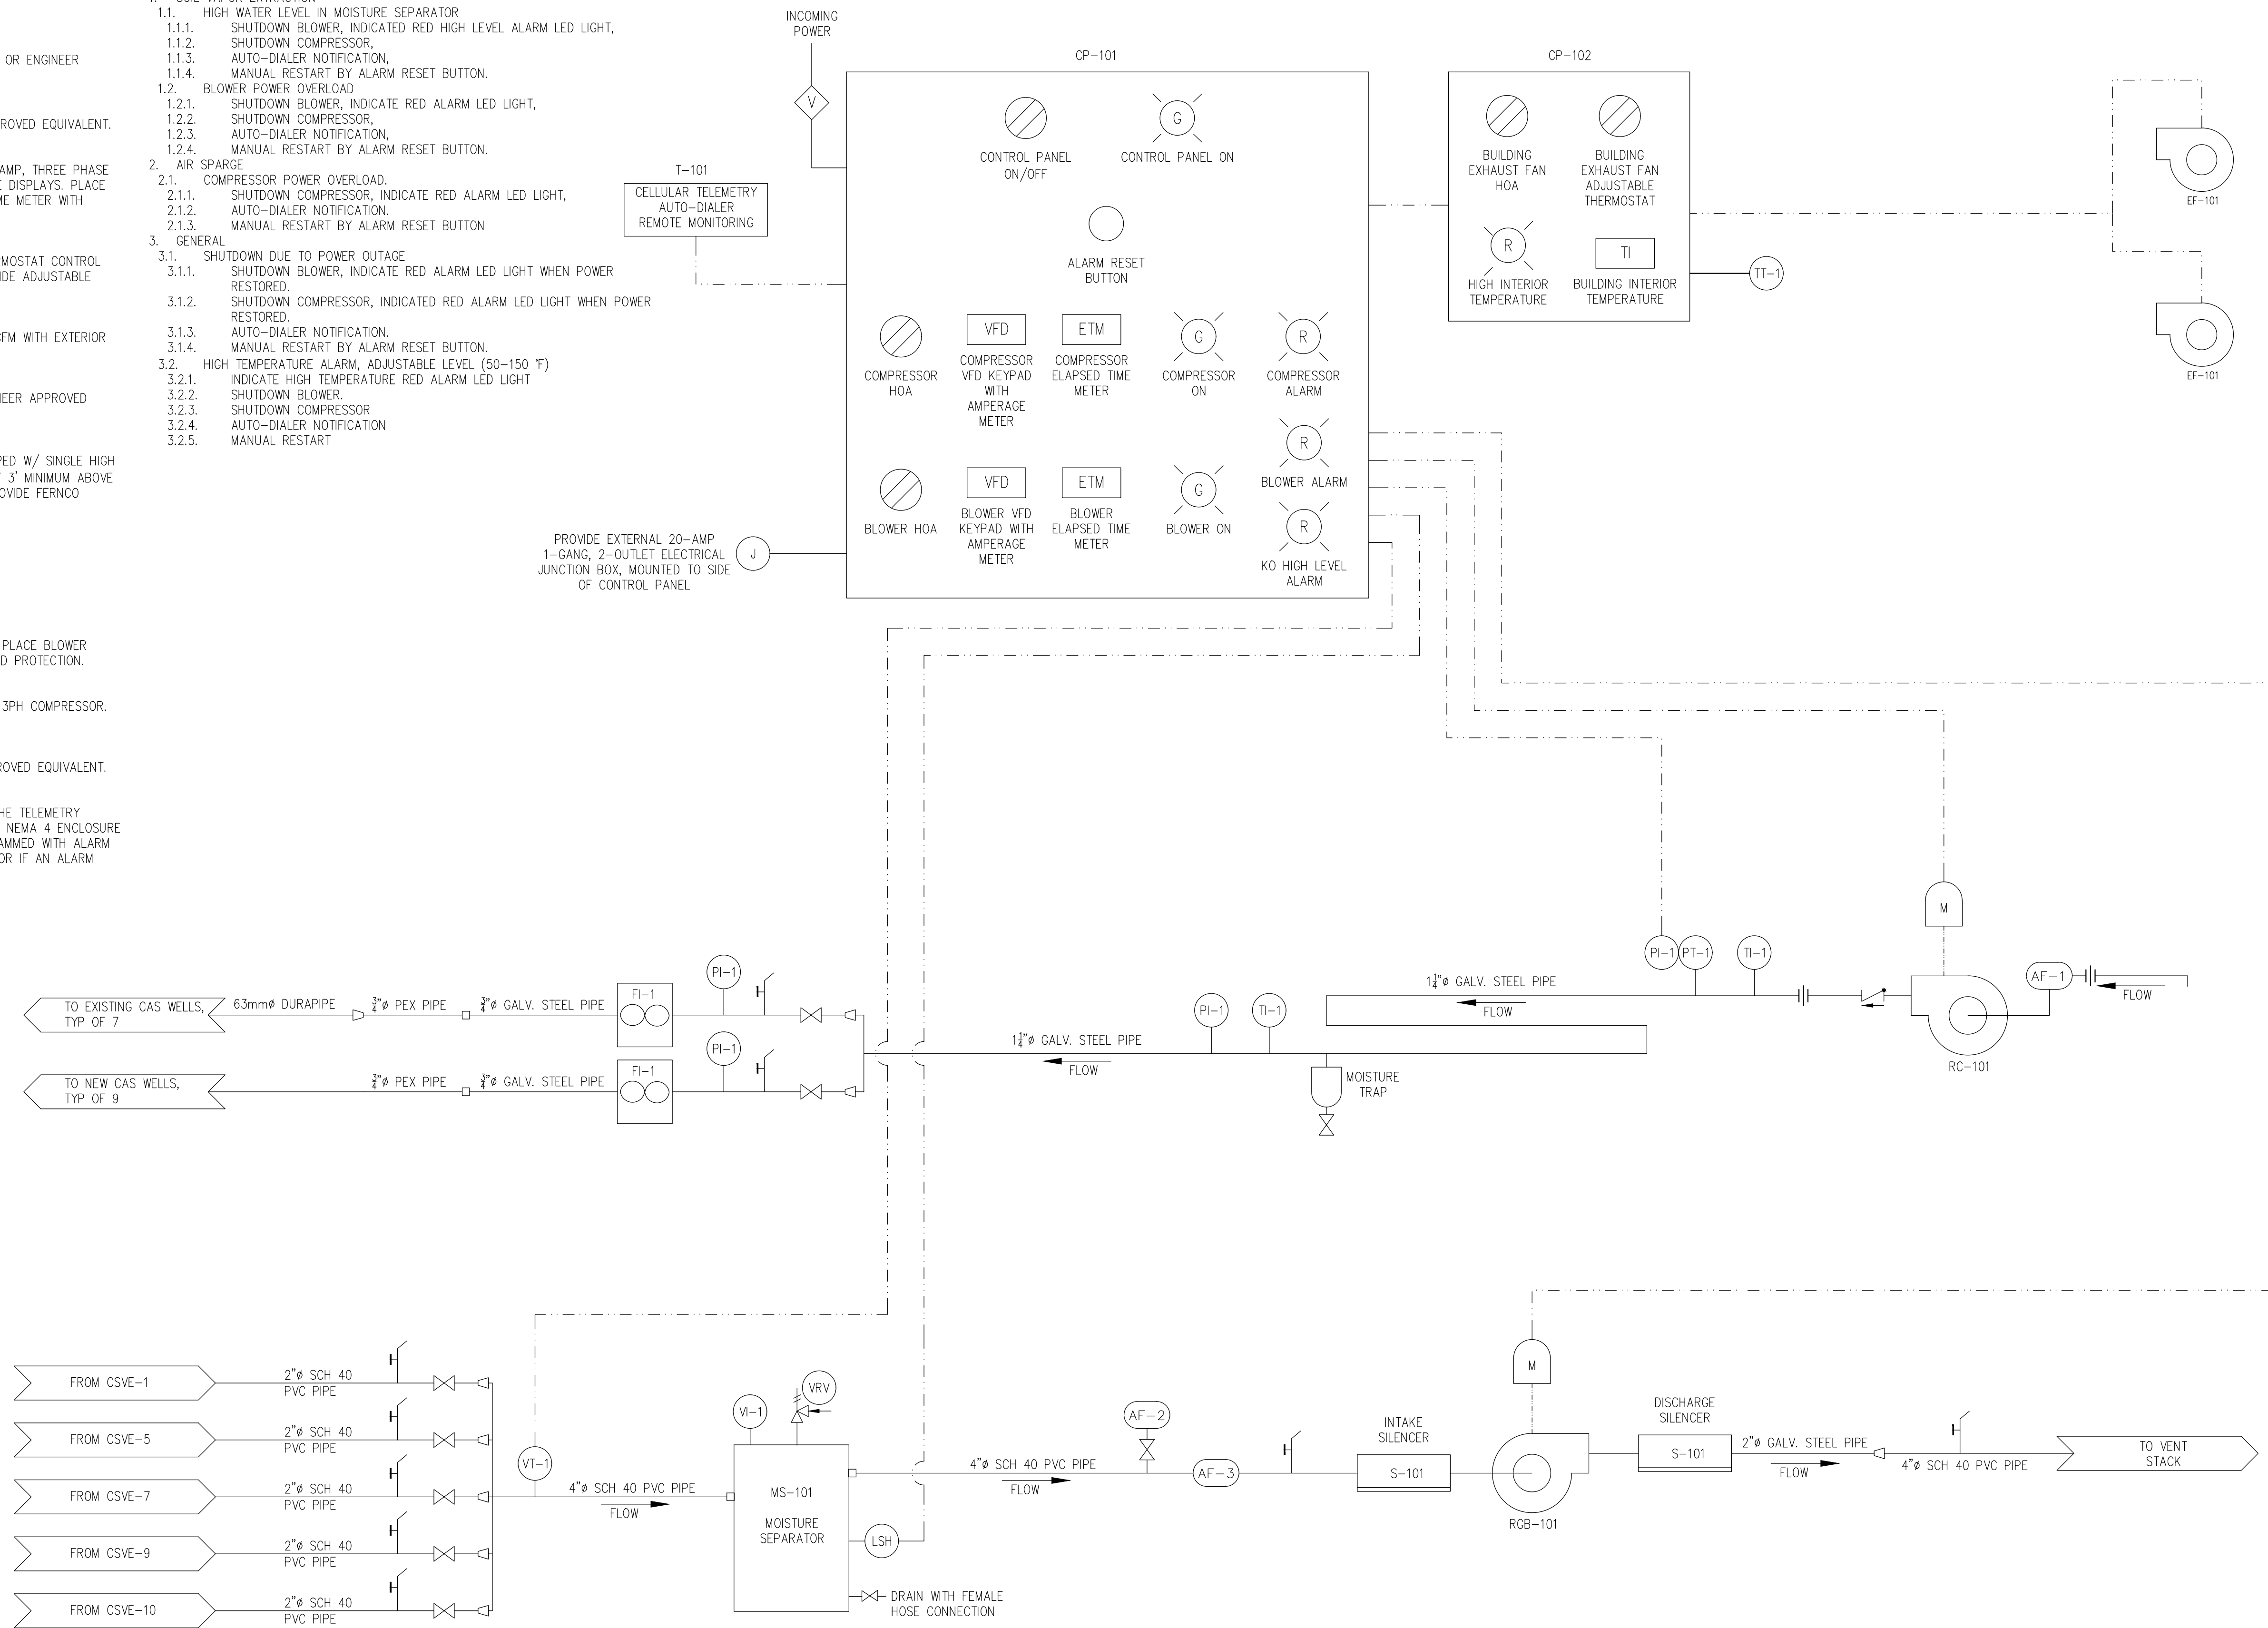 OR ENGINEER
ROVED EQUIVALENT.
AMP, THREE PHASE
E DISPLAYS. PLACE
ME METER WITH
RMOSTAT CONTROL
IDE ADJUSTABLE
CFM WITH EXTERIOR
NEER APPROVED
PED W/ SINGLE HIGH
T 3' MINIMUM ABOVE
ROVIDE FERNCO
PLACE BLOWER
D PROTECTION.
3PH COMPRESSOR.
ROVED EQUIVALENT.
HE TELEMETRY
NEMA 4 ENCLOSURE
AMMED WITH ALARM
OR IF AN ALARM
1. SOIL VAPOR EXTRACTION
1.1. HIGH WATER LEVEL IN MOISTURE SEPARATOR
1.1.1. SHUTDOWN BLOWER, INDICATED RED HIGH LEVEL ALARM LED LIGHT,
1.1.2. SHUTDOWN COMPRESSOR,
1.1.3. AUTO-DIALER NOTIFICATION,
1.1.4. MANUAL RESTART BY ALARM RESET BUTTON.
1.2. BLOWER POWER OVERLOAD
1.2.1. SHUTDOWN BLOWER, INDICATE RED ALARM LED LIGHT,
1.2.2. SHUTDOWN COMPRESSOR,
1.2.3. AUTO-DIALER NOTIFICATION,
1.2.4. MANUAL RESTART BY ALARM RESET BUTTON.
2. AIR SPARGE
2.1. COMPRESSOR POWER OVERLOAD.
2.1.1. SHUTDOWN COMPRESSOR, INDICATE RED ALARM LED LIGHT,
2.1.2. AUTO-DIALER NOTIFICATION.
2.1.3. MANUAL RESTART BY ALARM RESET BUTTON
3. GENERAL
3.1. SHUTDOWN DUE TO POWER OUTAGE
3.1.1. SHUTDOWN BLOWER, INDICATE RED ALARM LED LIGHT WHEN POWER
RESTORED.
3.1.2. SHUTDOWN COMPRESSOR, INDICATED RED ALARM LED LIGHT WHEN POWER
RESTORED.
3.1.3. AUTO-DIALER NOTIFICATION.
3.1.4. MANUAL RESTART BY ALARM RESET BUTTON.
3.2. HIGH TEMPERATURE ALARM, ADJUSTABLE LEVEL (50-150 °F)
3.2.1. INDICATE HIGH TEMPERATURE RED ALARM LED LIGHT
3.2.2. SHUTDOWN BLOWER.
3.2.3. SHUTDOWN COMPRESSOR
3.2.4. AUTO-DIALER NOTIFICATION
3.2.5. MANUAL RESTART
INCOMING
POWER
V
T-101
CELLULAR TELEMETRY
AUTO-DIALER
REMOTE MONITORING
PROVIDE EXTERNAL 20-AMP
1-GANG, 2-OUTLET ELECTRICAL
JUNCTION BOX, MOUNTED TO SIDE
OF CONTROL PANEL
J
CP-101
CONTROL PANEL
ON/OFF
G
CONTROL PANEL ON
ALARM RESET
BUTTON
COMPRESSOR
HOA
VFD
COMPRESSOR
VFD KEYPAD
WITH
AMPERAGE
METER
ETM
COMPRESSOR
ELAPSED TIME
METER
G
COMPRESSOR
ON
R
COMPRESSOR
ALARM
R
BLOWER ALARM
BLOWER HOA
VFD
BLOWER VFD
KEYPAD WITH
AMPERAGE
METER
ETM
BLOWER
ELAPSED TIME
METER
G
BLOWER ON
R
KO HIGH LEVEL
ALARM
CP-102
BUILDING
EXHAUST FAN
HOA
BUILDING
EXHAUST FAN
ADJUSTABLE
THERMOSTAT
R
HIGH INTERIOR
TEMPERATURE
TI
BUILDING INTERIOR
TEMPERATURE
TT-1
EF-101
EF-101
TO EXISTING CAS WELLS,
TYP OF 7
63mmø DURAPIPE
3/4"ø PEX PIPE
3/4"ø GALV. STEEL PIPE
FI-1
PI-1
TO NEW CAS WELLS,
TYP OF 9
3/4"ø PEX PIPE
3/4"ø GALV. STEEL PIPE
FI-1
PI-1
1 1/4"ø GALV. STEEL PIPE
FLOW
PI-1
TI-1
MOISTURE
TRAP
1 1/4"ø GALV. STEEL PIPE
FLOW
PI-1
PT-1
TI-1
M
RC-101
AF-1
FLOW
FROM CSVE-1
2"ø SCH 40
PVC PIPE
FROM CSVE-5
2"ø SCH 40
PVC PIPE
FROM CSVE-7
2"ø SCH 40
PVC PIPE
FROM CSVE-9
2"ø SCH 40
PVC PIPE
FROM CSVE-10
2"ø SCH 40
PVC PIPE
VT-1
4"ø SCH 40 PVC PIPE
FLOW
VI-1
VRV
MS-101
MOISTURE
SEPARATOR
LSH
DRAIN WITH FEMALE
HOSE CONNECTION
4"ø SCH 40 PVC PIPE
FLOW
AF-2
AF-3
INTAKE
SILENCER
S-101
M
RGB-101
DISCHARGE
SILENCER
S-101
2"ø GALV. STEEL PIPE
FLOW
4"ø SCH 40 PVC PIPE
TO VENT
STACK